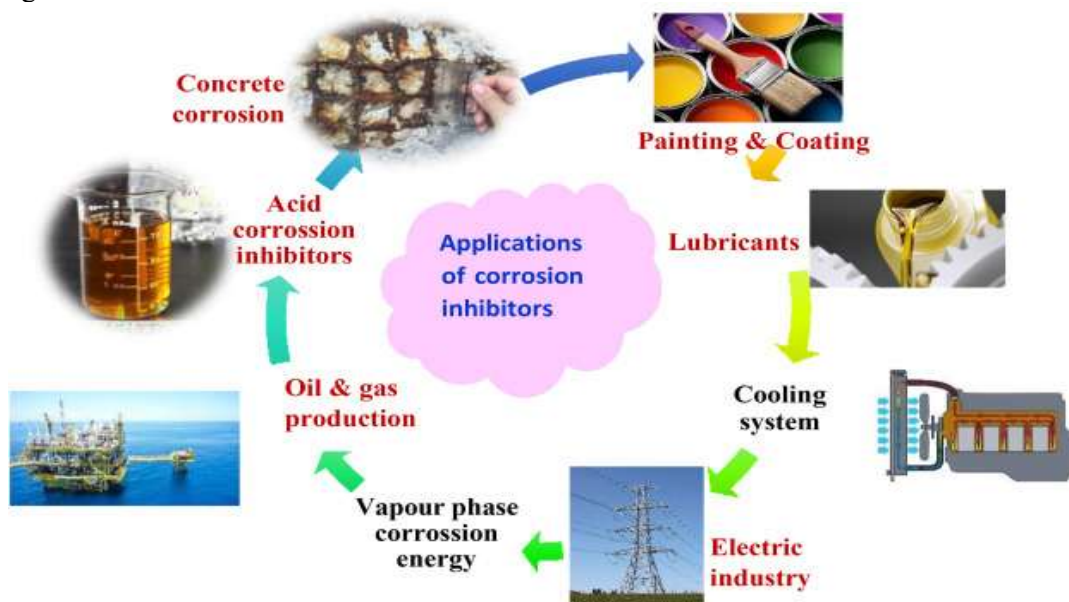 Concrete
corrosion
Painting & Coating
Acid
corrossion
inhibitors
Applications
of corrosion
inhibitors
Lubricants
Oil & gas
production
Cooling
system
Vapour phase
corrossion
energy
Electric
industry